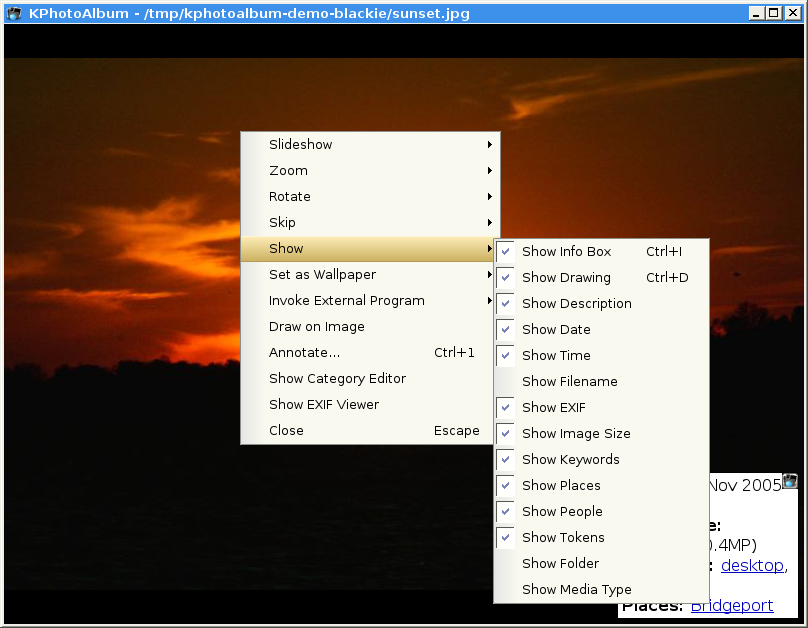 KPhotoAlbum - /tmp/kphotoalbum-demo-blackie/sunset.jpg
Slideshow
Zoom
Rotate
Skip
Show
Set as Wallpaper
Invoke External Program
Draw on Image
Annotate... Ctrl+1
Show Category Editor
Show EXIF Viewer
Close Escape
Show Info Box Ctrl+I
Show Drawing Ctrl+D
Show Description
Show Date
Show Time
Show Filename
Show EXIF
Show Image Size
Show Keywords
Show Places
Show People
Show Tokens
Show Folder
Show Media Type
Nov 2005
e:
0.4MP)
: desktop,
Places: Bridgeport